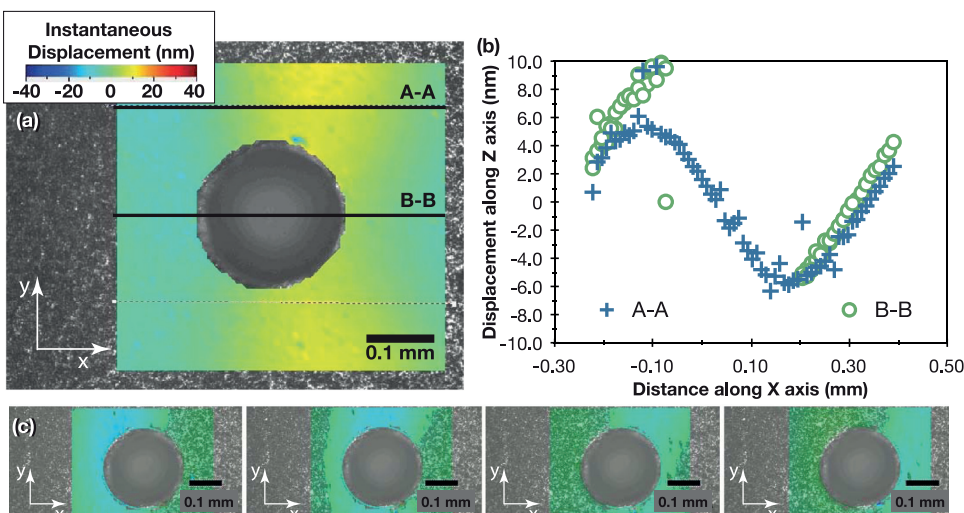 Instantaneous
Displacement (nm)
-40 -20 0 20 40
(a)
A-A
B-B
y
x
0.1 mm
(b)
Displacement along Z axis (nm)
10.0
8.0
6.0
4.0
2.0
0
-2.0
-4.0
-6.0
-8.0
-10.0
A-A
B-B
-0.30 -0.10 0.10 0.30 0.50
Distance along X axis (mm)
(c)
y
x
0.1 mm
y
x
0.1 mm
y
x
0.1 mm
y
x
0.1 mm